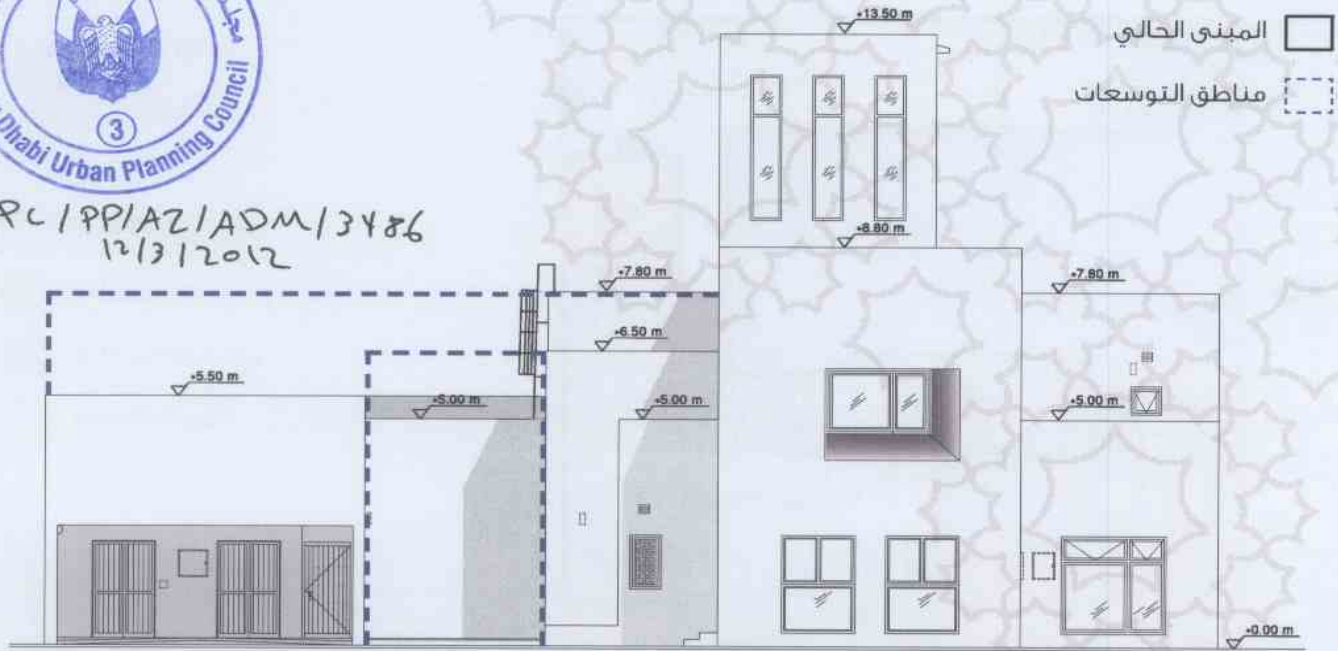 مجلس
3
Dhabi Urban Planning Council
PC/PP/AZ/ADM/3486
12/3/2012
المبنى الحالي
مناطق التوسعات
+13.50 m
+8.80 m
+7.80 m
+7.80 m
+6.50 m
+5.50 m
+5.00 m
+5.00 m
+5.00 m
+0.00 m